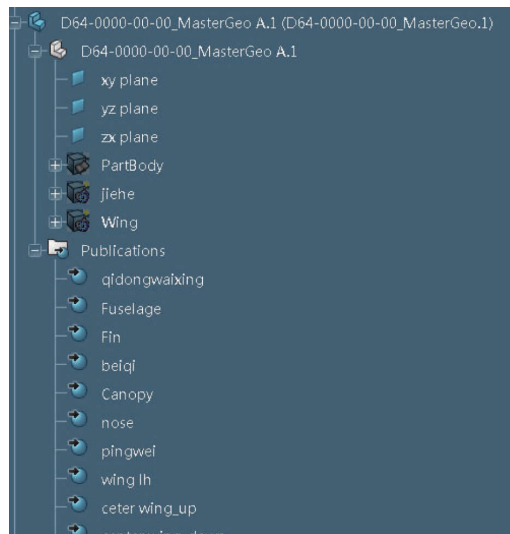 D64-0000-00-00_MasterGeo A.1 (D64-0000-00-00_MasterGeo.1)
D64-0000-00-00_MasterGeo A.1
xy plane
yz plane
zx plane
PartBody
jiehe
Wing
Publications
qidongwaixing
Fuselage
Fin
beiqi
Canopy
nose
pingwei
wing lh
ceter wing_up